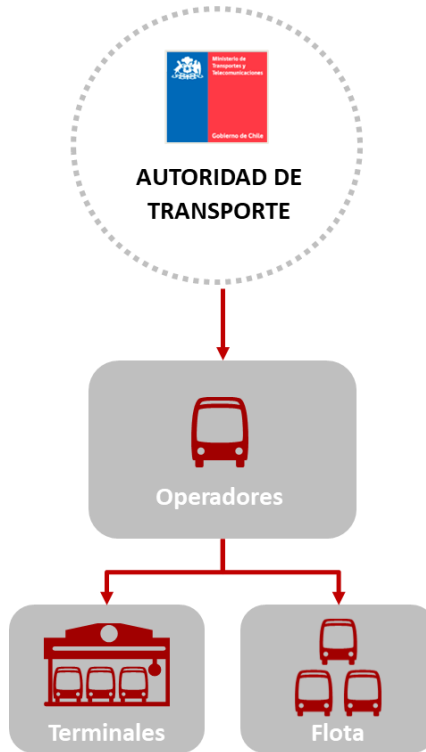 Ministerio de
Transportes y
Telecomunicaciones
Gobierno de Chile
AUTORIDAD DE
TRANSPORTE
Operadores
Terminales
Flota